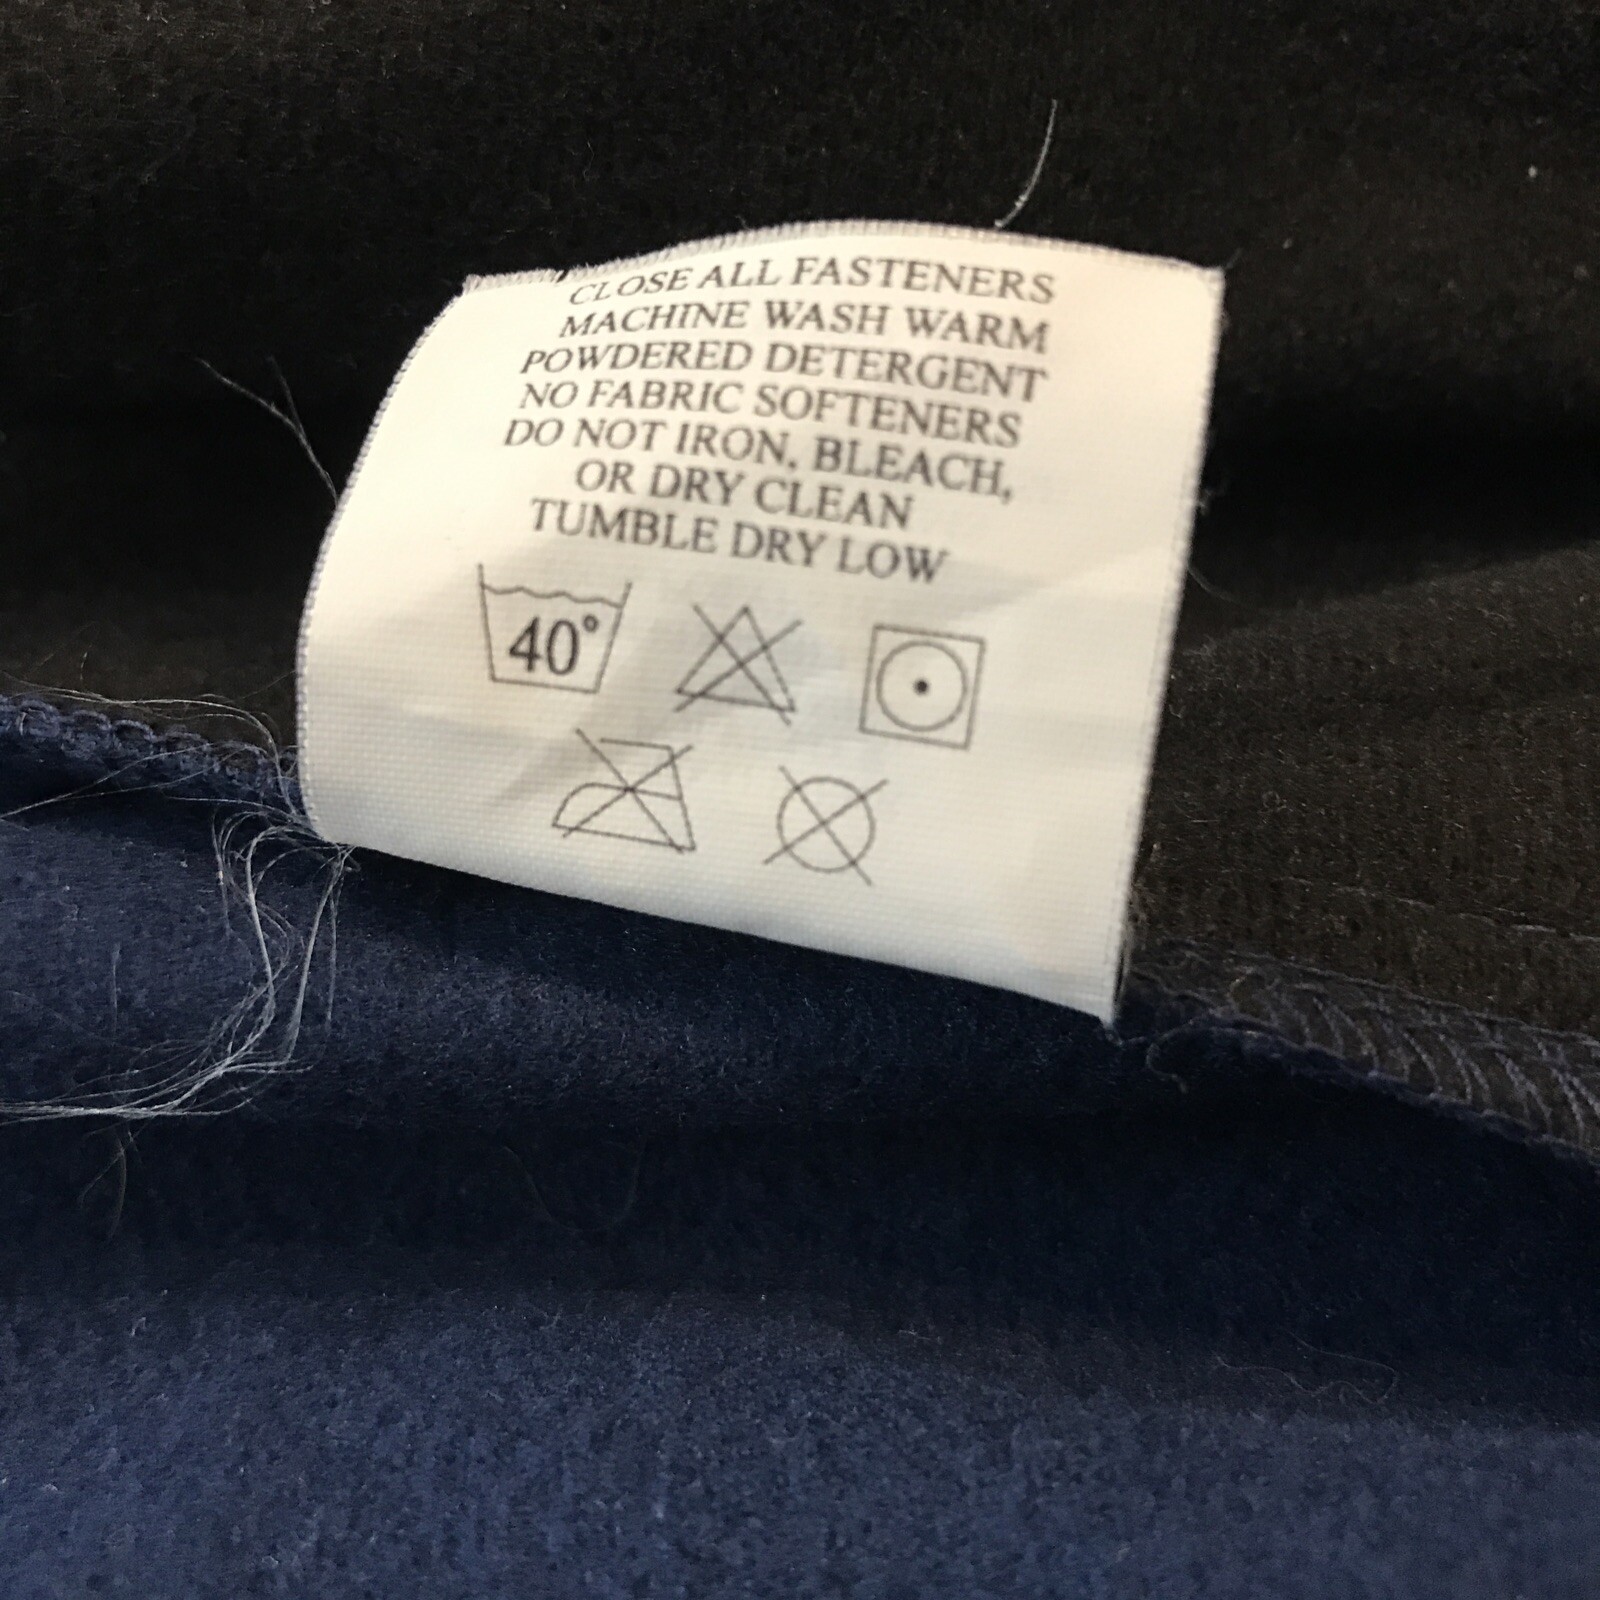 CLOSE ALL FASTENERS
MACHINE WASH WARM
POWDERED DETERGENT
NO FABRIC SOFTENERS
DO NOT IRON, BLEACH,
OR DRY CLEAN
TUMBLE DRY LOW
40°